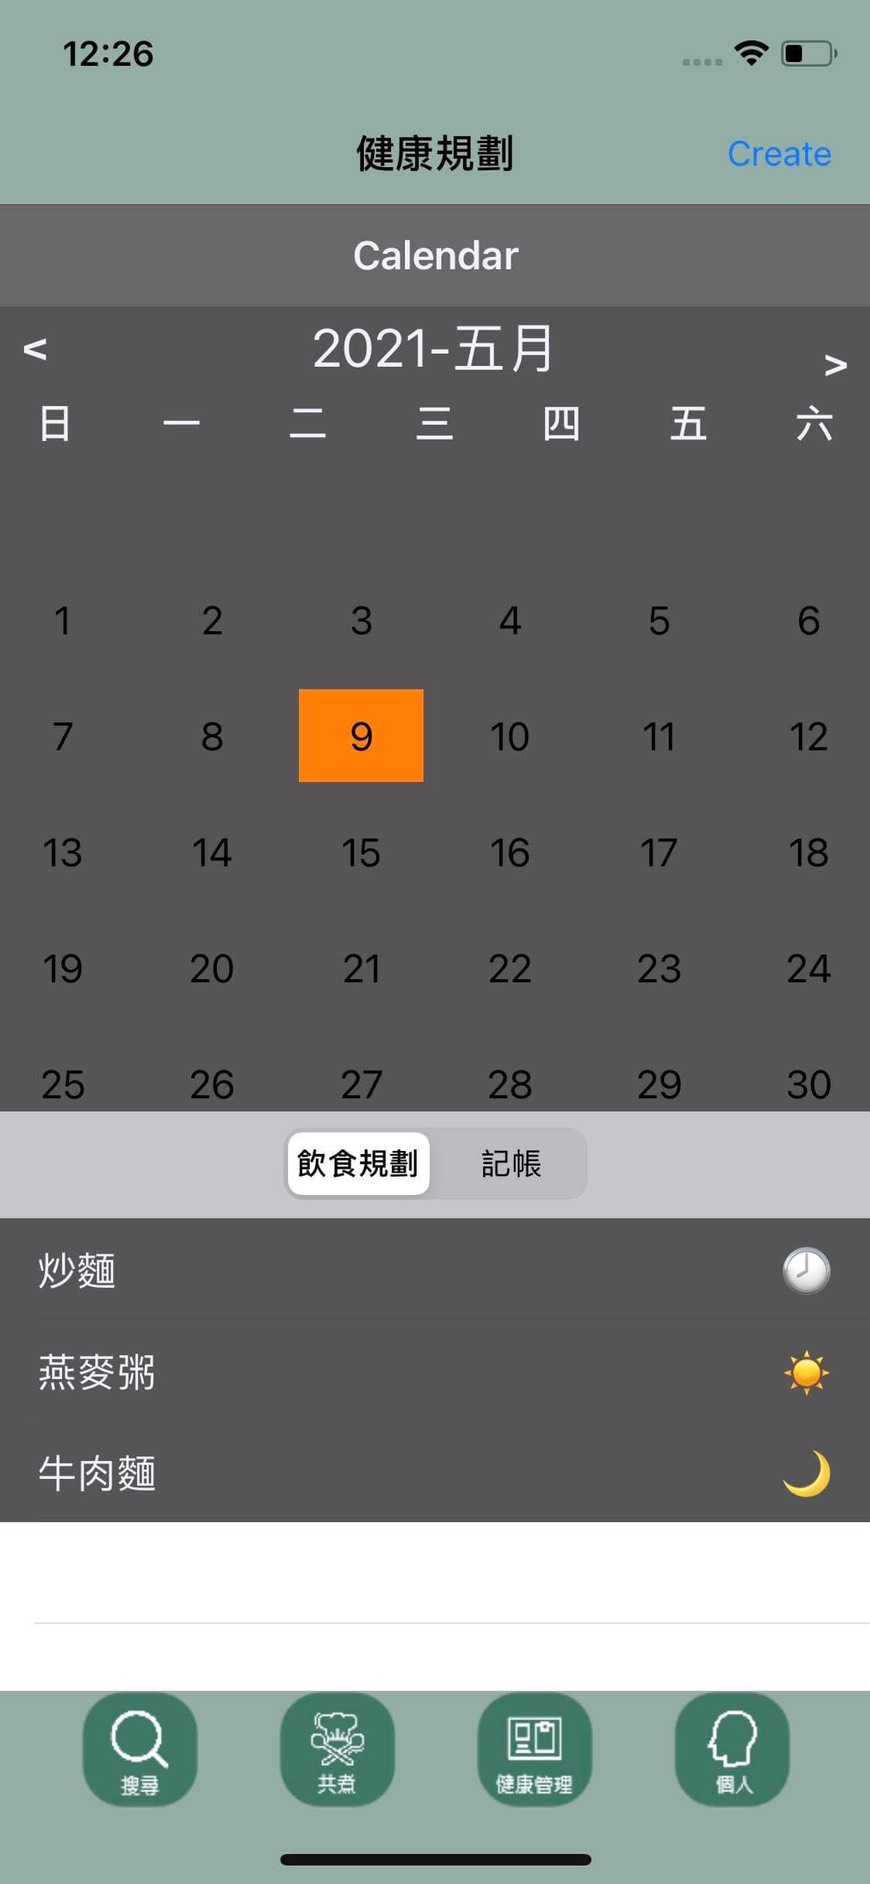 12:26
健康規劃
Create
Calendar
<
2021-五月
>
日 一 二 三 四 五 六
1 2 3 4 5 6
7 8 9 10 11 12
13 14 15 16 17 18
19 20 21 22 23 24
25 26 27 28 29 30
飲食規劃 記帳
炒麵
燕麥粥
牛肉麵
搜尋 共煮 健康管理 個人